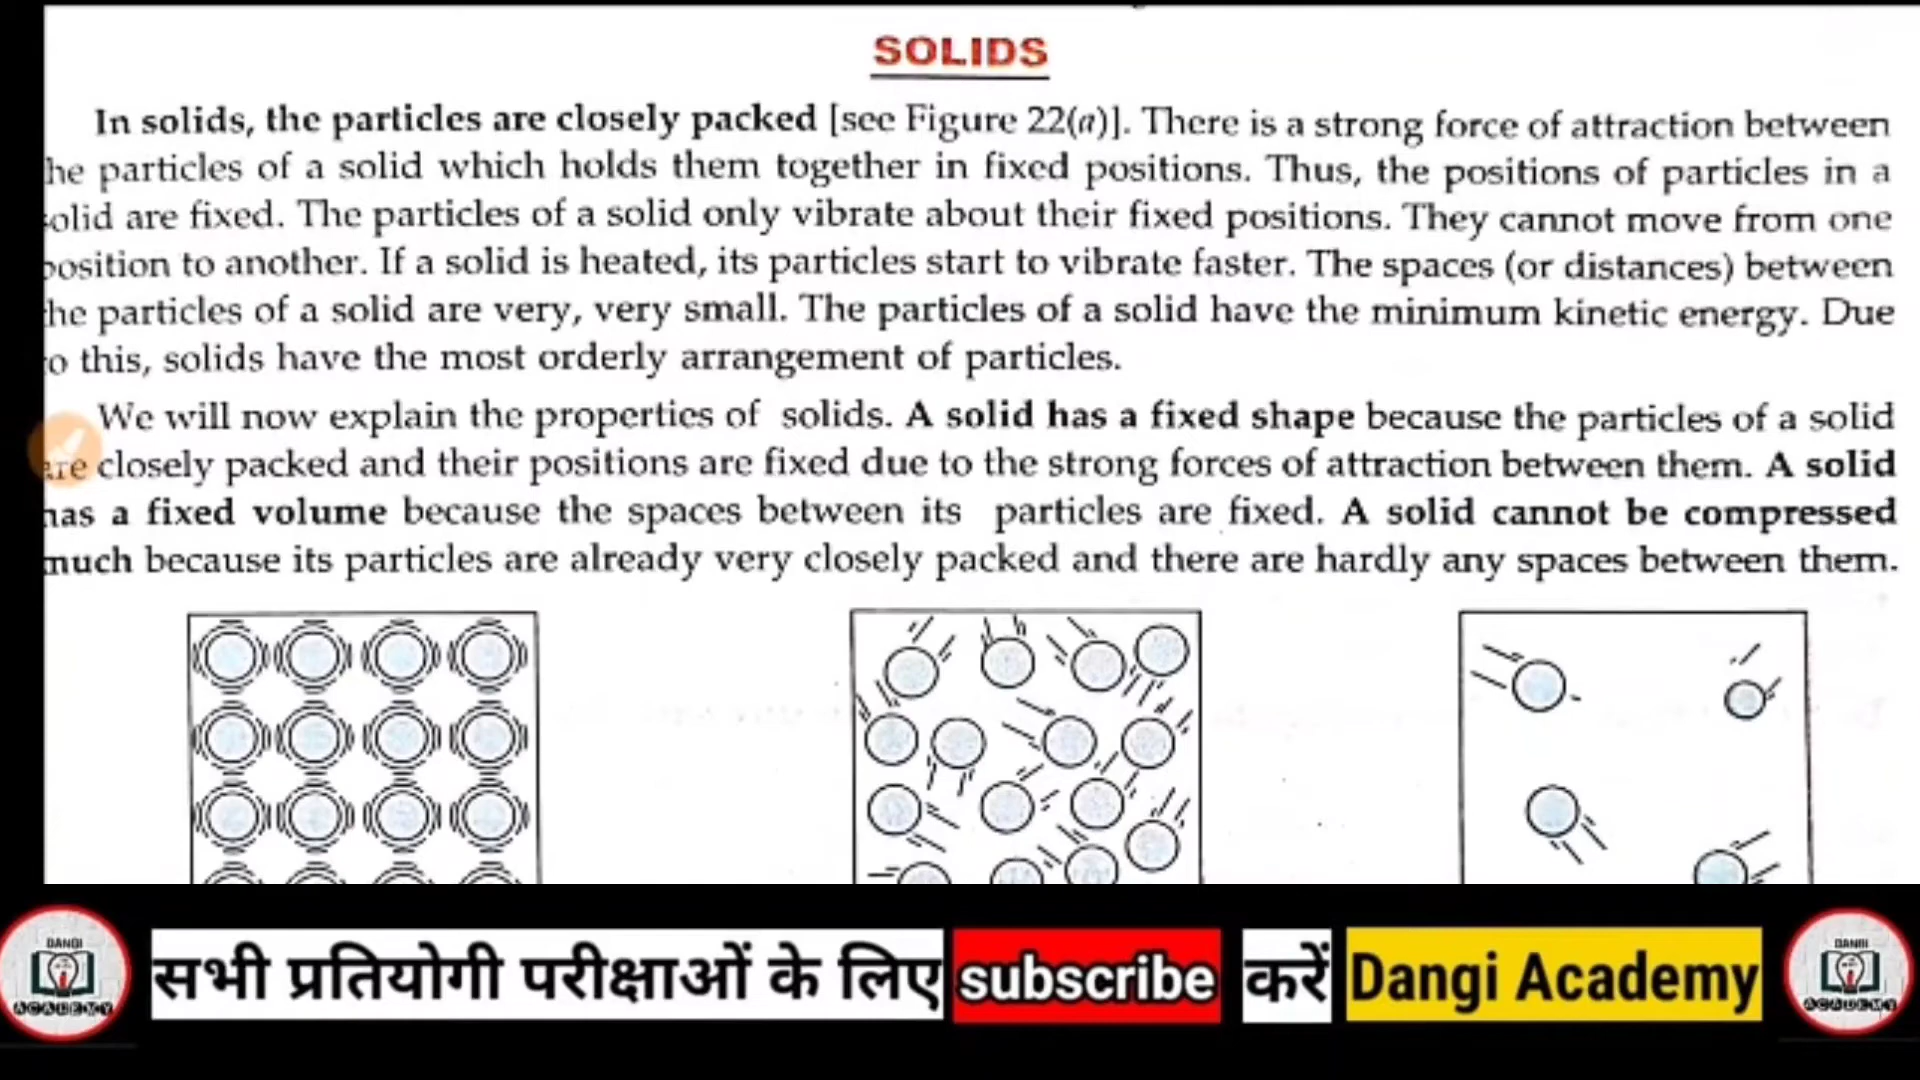 SOLIDS
In solids, the particles are closely packed [see Figure 22(a)]. There is a strong force of attraction between
he particles of a solid which holds them together in fixed positions. Thus, the positions of particles in a
olid are fixed. The particles of a solid only vibrate about their fixed positions. They cannot move from one
osition to another. If a solid is heated, its particles start to vibrate faster. The spaces (or distances) between
he particles of a solid are very, very small. The particles of a solid have the minimum kinetic energy. Due
o this, solids have the most orderly arrangement of particles.
We will now explain the properties of solids. A solid has a fixed shape because the particles of a solid
are closely packed and their positions are fixed due to the strong forces of attraction between them. A solid
has a fixed volume because the spaces between its particles are fixed. A solid cannot be compressed
much because its particles are already very closely packed and there are hardly any spaces between them.
DANGI
ACADEMY
सभी प्रतियोगी परीक्षाओं के लिए subscribe करें Dangi Academy
DANGI
ACADEMY